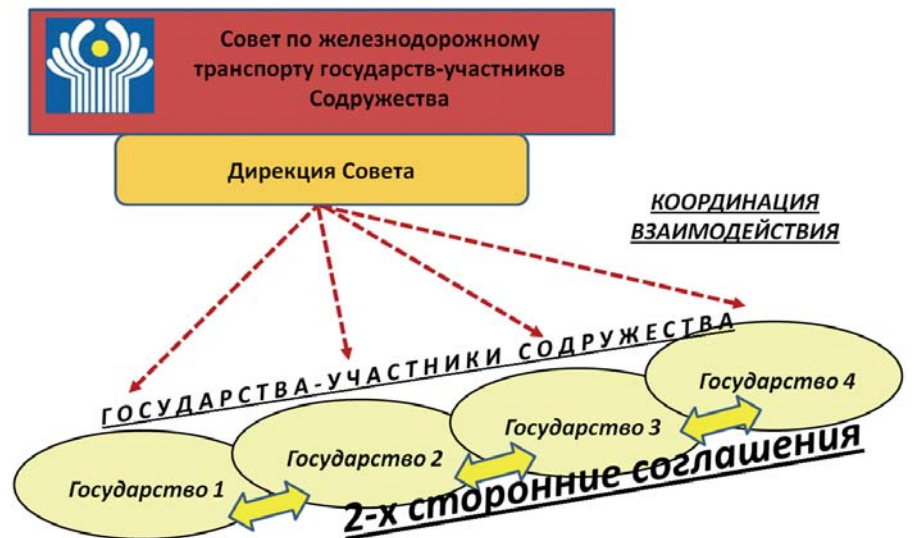 Совет по железнодорожному
транспорту государств-участников
Содружества
Дирекция Совета
КООРДИНАЦИЯ
ВЗАИМОДЕЙСТВИЯ
ГОСУДАРСТВА-УЧАСТНИКИ СОДРУЖЕСТВА
Государство 1
Государство 2
Государство 3
Государство 4
2-х сторонние соглашения